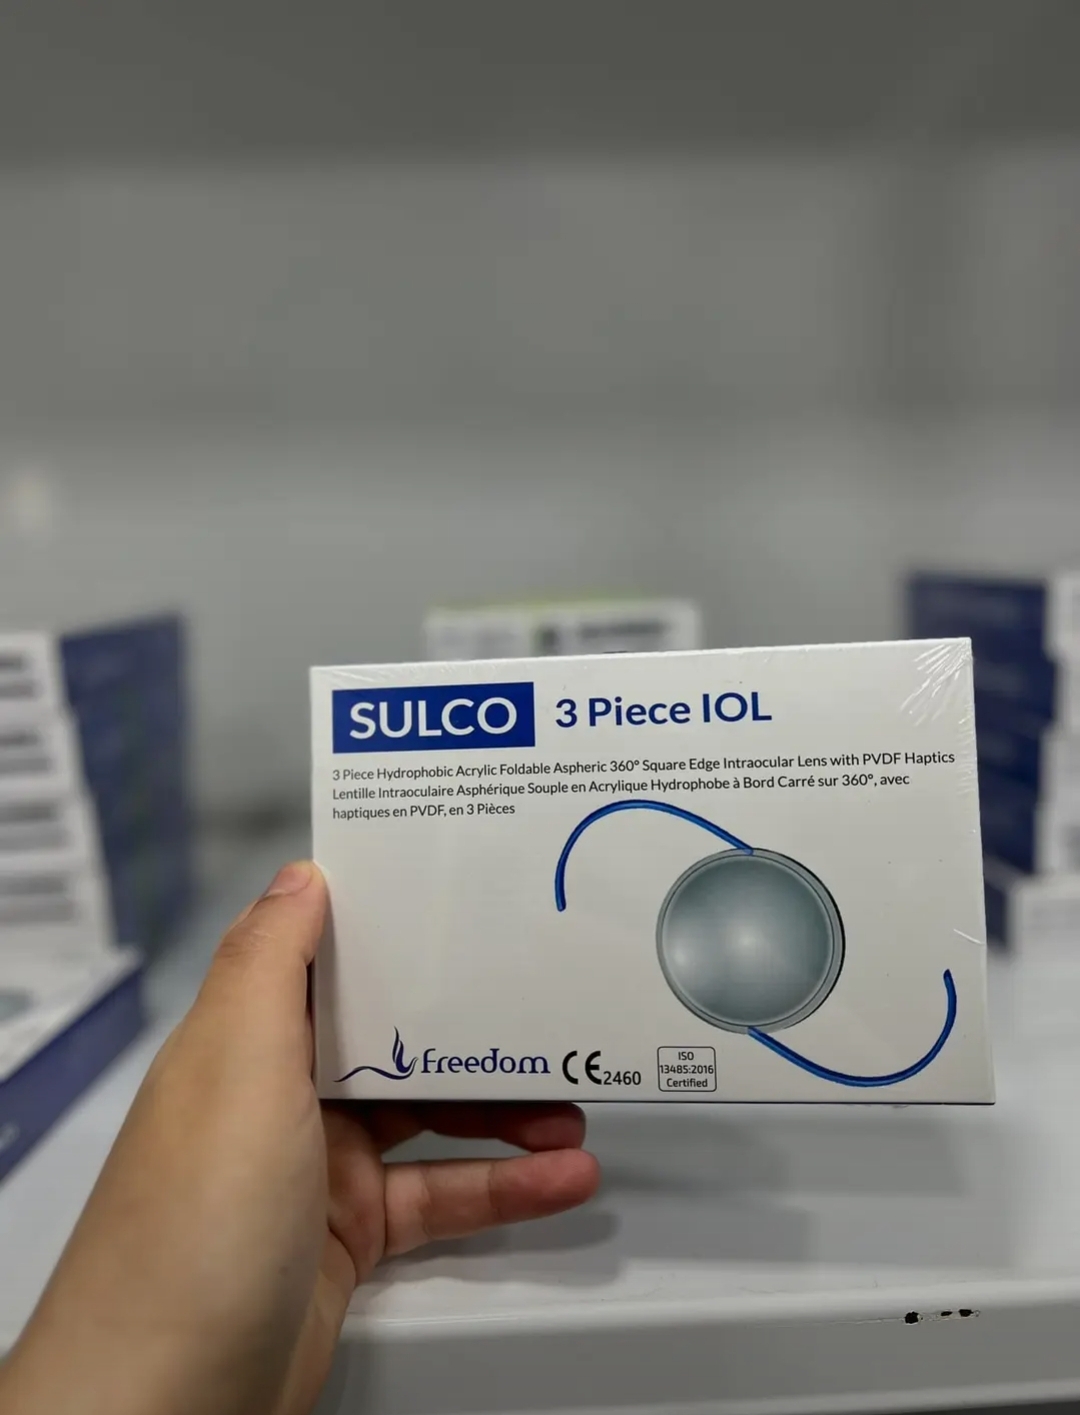 SULCO 3 Piece IOL
3 Piece Hydrophobic Acrylic Foldable Aspheric 360° Square Edge Intraocular Lens with PVDF Haptics
Lentille Intraoculaire Asphérique Souple en Acrylique Hydrophobe à Bord Carré sur 360°, avec
haptiques en PVDF, en 3 Pièces
freedom CE 2460
ISO
13485:2016
Certified